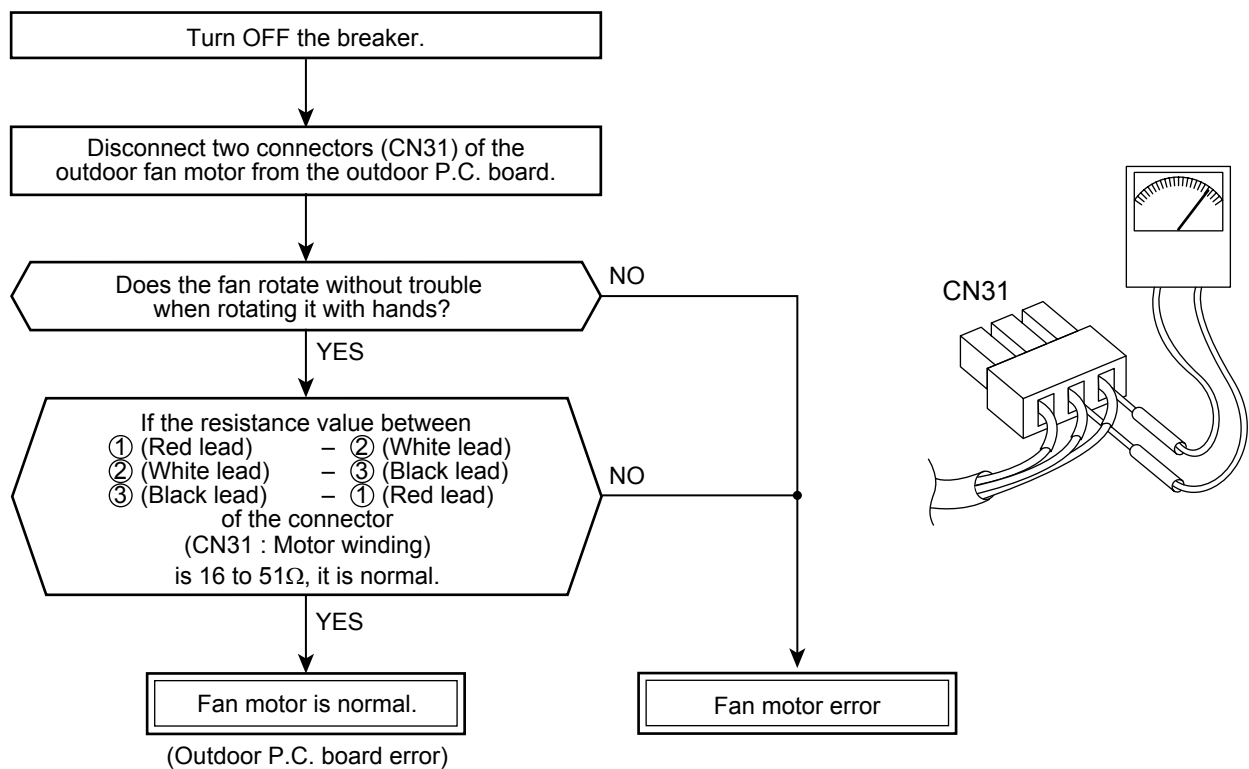 Turn OFF the breaker.
Disconnect two connectors (CN31) of the
outdoor fan motor from the outdoor P.C. board.
Does the fan rotate without trouble
when rotating it with hands?
NO
YES
If the resistance value between
① (Red lead) – ② (White lead)
② (White lead) – ③ (Black lead)
③ (Black lead) – ① (Red lead)
of the connector
(CN31 : Motor winding)
is 16 to 51Ω, it is normal.
NO
YES
Fan motor is normal.
(Outdoor P.C. board error)
Fan motor error
CN31